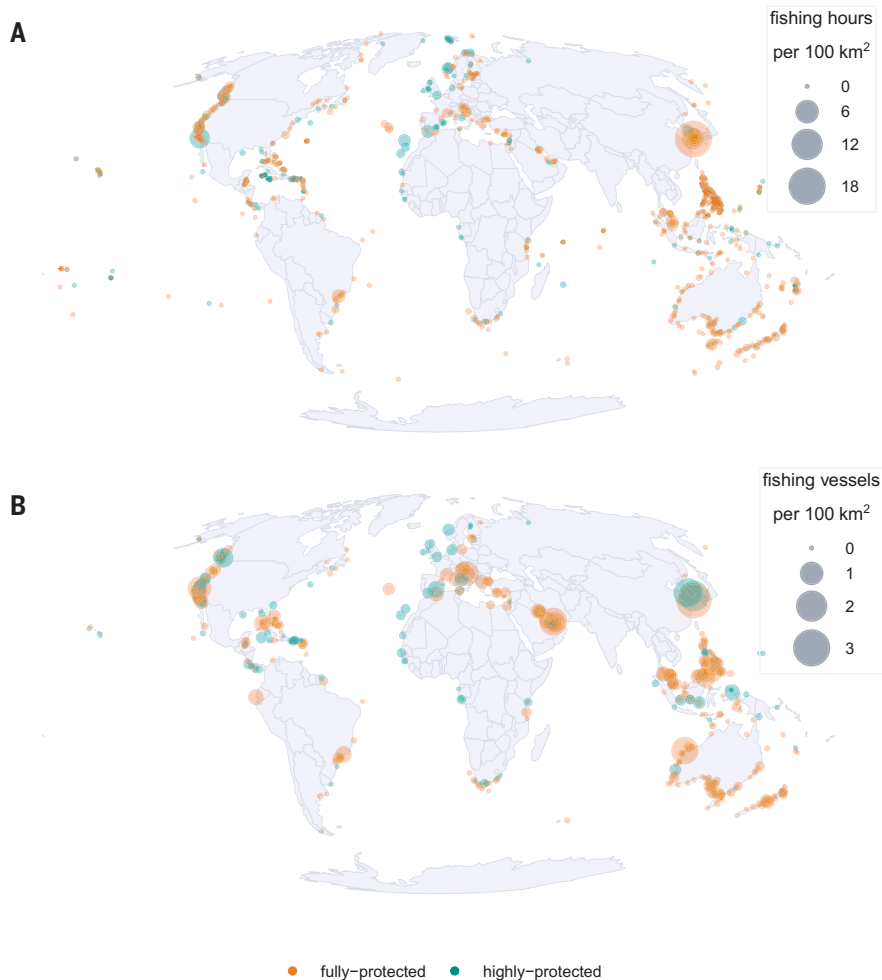 A
fishing hours
per 100 km²
0
6
12
18
B
fishing vessels
per 100 km²
0
1
2
3
fully−protected highly−protected